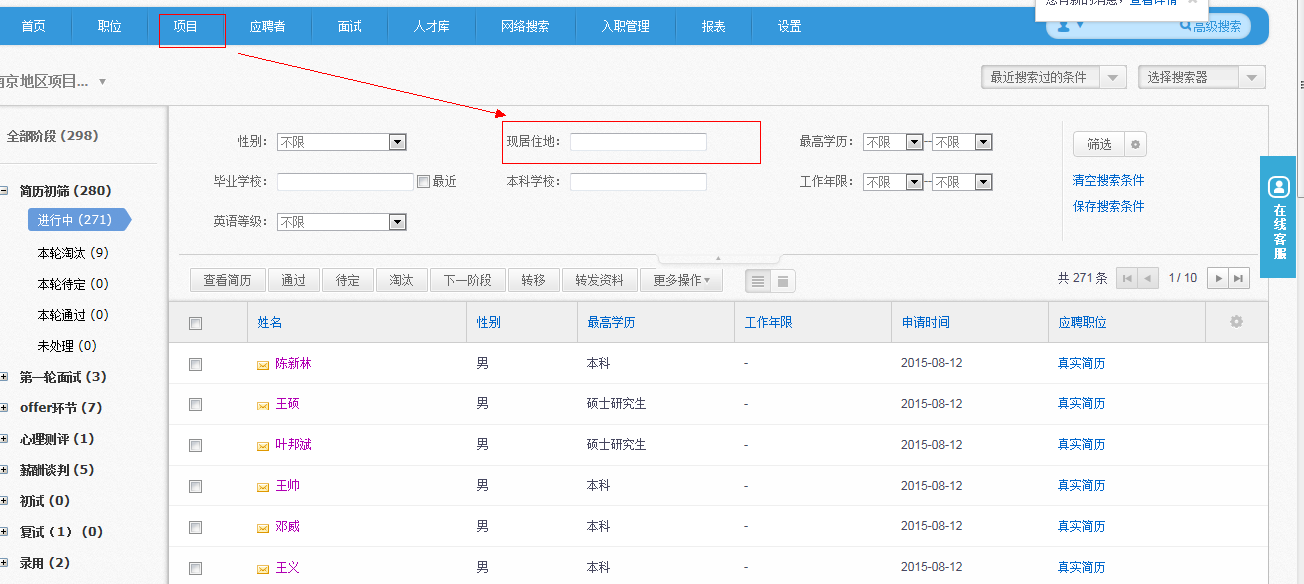 您有新的消息，查看详情
首页 职位 项目 应聘者 面试 人才库 网络搜索 入职管理 报表 设置 高级搜索
南京地区项目...
最近搜索过的条件 选择搜索器
全部阶段 (298)
简历初筛 (280)
进行中 (271)
本轮淘汰 (9)
本轮待定 (0)
本轮通过 (0)
未处理 (0)
第一轮面试 (3)
offer环节 (7)
心理测评 (1)
薪酬谈判 (5)
初试 (0)
复试（1） (0)
录用 (2)
性别： 不限 现居住地： 最高学历： 不限 -- 不限 筛选
毕业学校： 最近 本科学校： 工作年限： 不限 -- 不限 清空搜索条件
保存搜索条件
英语等级： 不限
查看简历 通过 待定 淘汰 下一阶段 转移 转发资料 更多操作 共 271 条 1 / 10
姓名 性别 最高学历 工作年限 申请时间 应聘职位
陈新林 男 本科 - 2015-08-12 真实简历
王硕 男 硕士研究生 - 2015-08-12 真实简历
叶邦斌 男 硕士研究生 - 2015-08-12 真实简历
王帅 男 本科 - 2015-08-12 真实简历
邓威 男 本科 - 2015-08-12 真实简历
王义 男 本科 - 2015-08-12 真实简历
在线客服